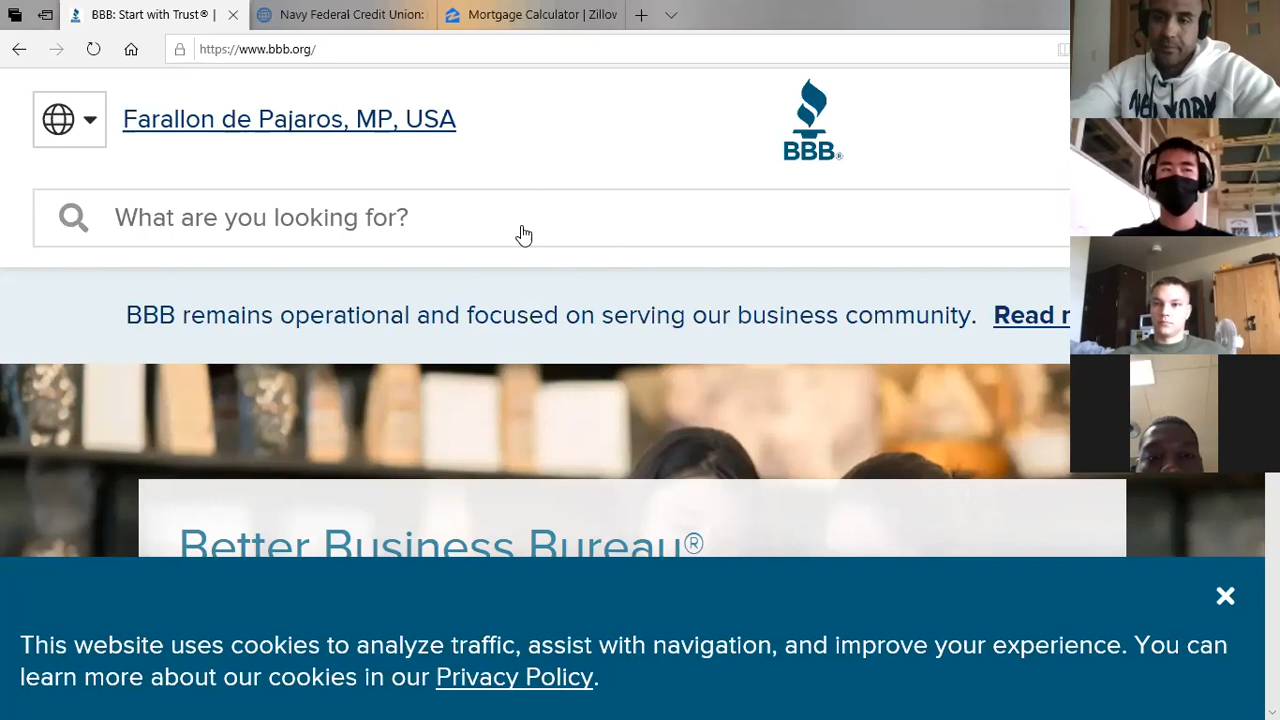 BBB: Start with Trust® |
Navy Federal Credit Union:
Mortgage Calculator | Zillow
https://www.bbb.org/
Farallon de Pajaros, MP, USA
BBB®
What are you looking for?
BBB remains operational and focused on serving our business community. Read
NEW YORK
Better Business Bureau®
This website uses cookies to analyze traffic, assist with navigation, and improve your experience. You can
learn more about our cookies in our Privacy Policy.